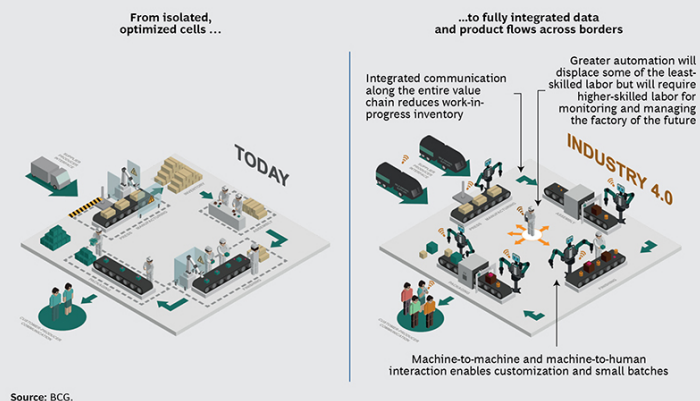 From isolated,
optimized cells ...
...to fully integrated data
and product flows across borders
Integrated communication
along the entire value
chain reduces work-in-
progress inventory
Greater automation will
displace some of the least-
skilled labor but will require
higher-skilled labor for
monitoring and managing
the factory of the future
TODAY
INDUSTRY 4.0
Machine-to-machine and machine-to-human
interaction enables customization and small batches
Source: BCG.